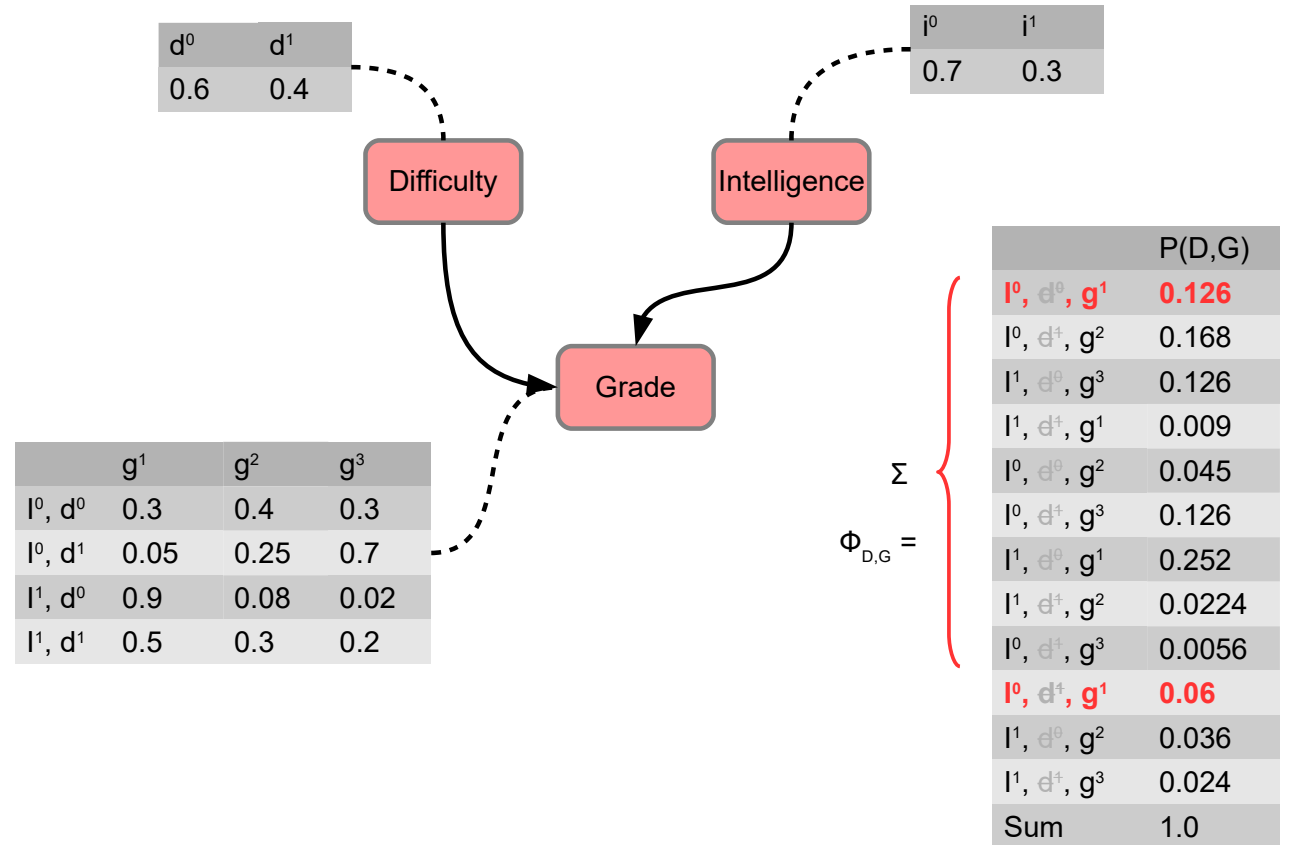 d⁰ d¹
0.6 0.4
i⁰ i¹
0.7 0.3
Difficulty
Intelligence
Grade
g¹ g² g³
I⁰, d⁰ 0.3 0.4 0.3
I⁰, d¹ 0.05 0.25 0.7
I¹, d⁰ 0.9 0.08 0.02
I¹, d¹ 0.5 0.3 0.2
Σ
Φ D,G =
P(D,G)
I⁰, d⁰, g¹ 0.126
I⁰, d¹, g² 0.168
I¹, d⁰, g³ 0.126
I¹, d¹, g¹ 0.009
I⁰, d⁰, g² 0.045
I⁰, d¹, g³ 0.126
I¹, d⁰, g¹ 0.252
I¹, d¹, g² 0.0224
I⁰, d¹, g³ 0.0056
I⁰, d¹, g¹ 0.06
I¹, d⁰, g² 0.036
I¹, d¹, g³ 0.024
Sum 1.0